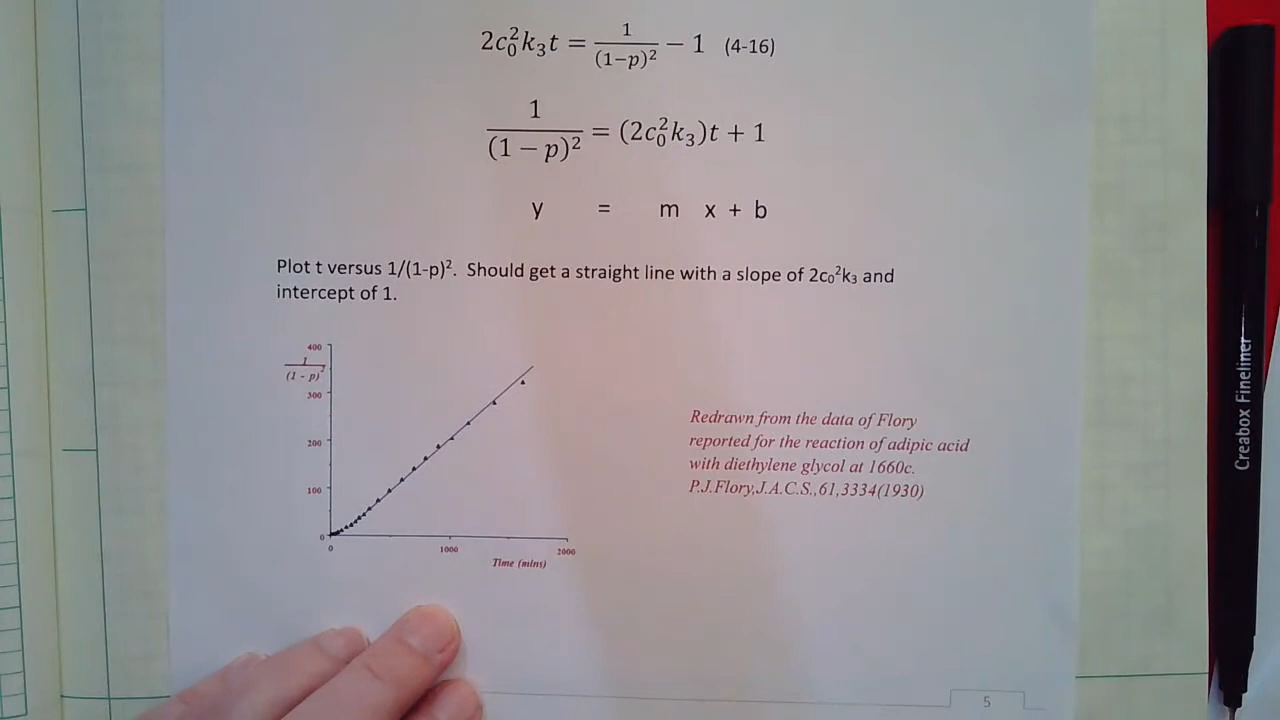 2c₀²k₃t = 1/(1−p)² − 1 (4-16)
1/(1 − p)² = (2c₀²k₃)t + 1
y = m x + b
Plot t versus 1/(1-p)². Should get a straight line with a slope of 2c₀²k₃ and
intercept of 1.
400
1/(1 - p)²
300
200
100
0
0 1000 2000
Time (mins)
Redrawn from the data of Flory
reported for the reaction of adipic acid
with diethylene glycol at 1660c.
P.J.Flory,J.A.C.S.,61,3334(1930)
5
Creabox Fineliner